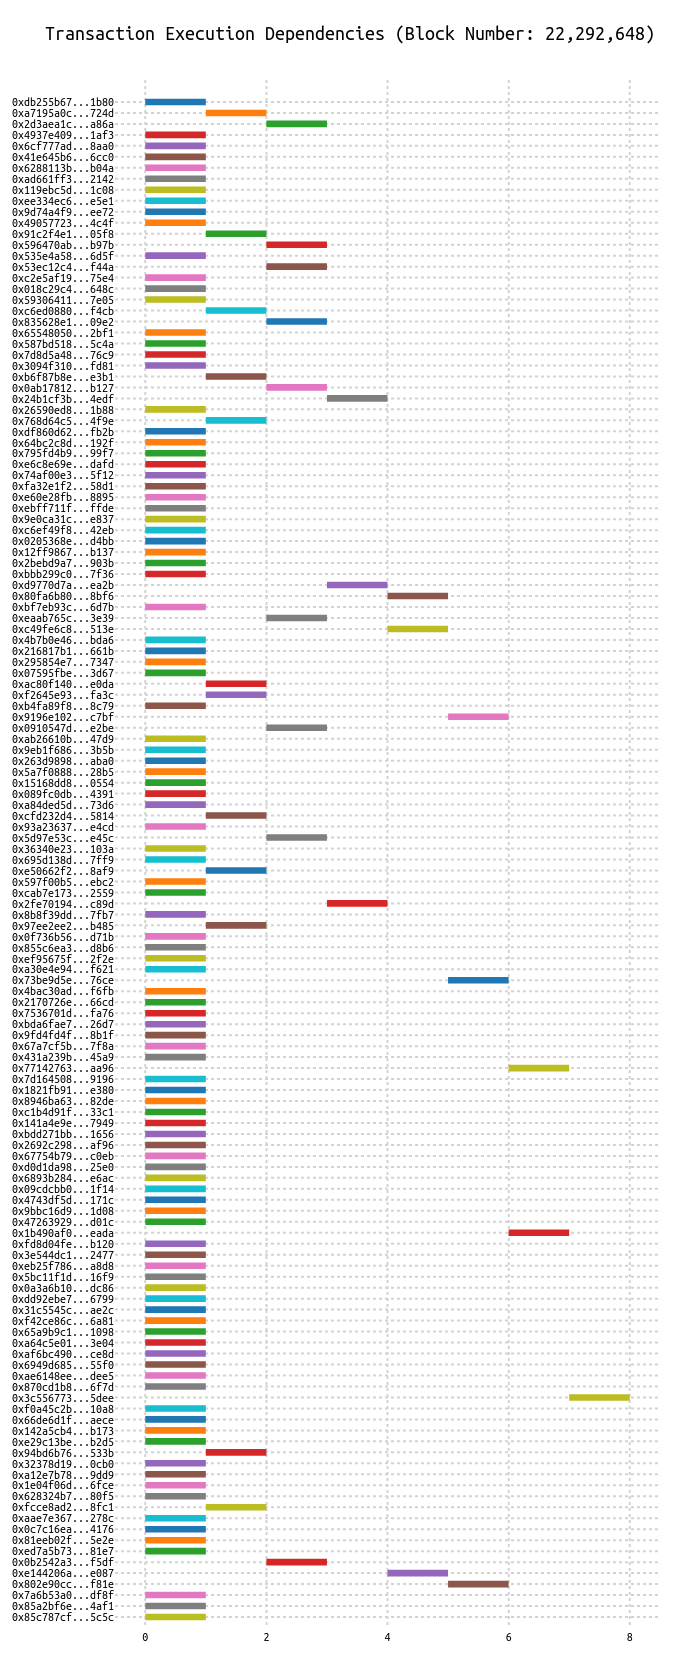 Transaction Execution Dependencies (Block Number: 22,292,648)
0xdb255b67...1b80
0xa7195a0c...724d
0x2d3aea1c...a86a
0x4937e409...1af3
0x6cf777ad...8aa0
0x41e645b6...6cc0
0x6288113b...b04a
0xad661ff3...2142
0x119ebc5d...1c08
0xee334ec6...e5e1
0x9d74a4f9...ee72
0x49057723...4c4f
0x91c2f4e1...05f8
0x596470ab...b97b
0x535e4a58...6d5f
0x53ec12c4...f44a
0xc2e5af19...75e4
0x018c29c4...648c
0x59306411...7e05
0xc6ed0880...f4cb
0x835628e1...09e2
0x65548050...2bf1
0x587bd518...5c4a
0x7d8d5a48...76c9
0x3094f310...fd81
0xb6f87b8e...e3b1
0x0ab17812...b127
0x24b1cf3b...4edf
0x26590ed8...1b88
0x768d64c5...4f9e
0xdf860d62...fb2b
0x64bc2c8d...192f
0x795fd4b9...99f7
0xe6c8e69e...dafd
0x74af00e3...5f12
0xfa32e1f2...58d1
0xe60e28fb...8895
0xebff711f...ffde
0x9e0ca31c...e837
0xc6ef49f8...42eb
0x0205368e...d4bb
0x12ff9867...b137
0x2bebd9a7...903b
0xbbb299c0...7f36
0xd9770d7a...ea2b
0x80fa6b80...8bf6
0xbf7eb93c...6d7b
0xeaab765c...3e39
0xc49fe6c8...513e
0x4b7b0e46...bda6
0x216817b1...661b
0x295854e7...7347
0x07595fbe...3d67
0xac80f140...e0da
0xf2645e93...fa3c
0xb4fa89f8...8c79
0x9196e102...c7bf
0x0910547d...e2be
0xab26610b...47d9
0x9eb1f686...3b5b
0x263d9898...aba0
0x5a7f0888...28b5
0x15168dd8...0554
0x089fc0db...4391
0xa84ded5d...73d6
0xcfd232d4...5814
0x93a23637...e4cd
0x5d97e53c...e45c
0x36340e23...103a
0x695d138d...7ff9
0xe50662f2...8af9
0x597f00b5...ebc2
0xcab7e173...2559
0x2fe70194...c89d
0x8b8f39dd...7fb7
0x97ee2ee2...b485
0x0f736b56...d71b
0x855c6ea3...d8b6
0xef95675f...2f2e
0xa30e4e94...f621
0x73be9d5e...76ce
0x4bac30ad...f6fb
0x2170726e...66cd
0x7536701d...fa76
0xbda6fae7...26d7
0x9fd4fd4f...8b1f
0x67a7cf5b...7f8a
0x431a239b...45a9
0x77142763...aa96
0x7d164508...9196
0x1821fb91...e380
0x8946ba63...82de
0xc1b4d91f...33c1
0x141a4e9e...7949
0xbdd271bb...1656
0x2692c298...af96
0x67754b79...c0eb
0xd0d1da98...25e0
0x6893b284...e6ac
0x09cdcbb0...1f14
0x4743df5d...171c
0x9bbc16d9...1d08
0x47263929...d01c
0x1b490af0...eada
0xfd8d04fe...b120
0x3e544dc1...2477
0xeb25f786...a8d8
0x5bc11f1d...16f9
0x0a3a6b10...dc86
0xdd92ebe7...6799
0x31c5545c...ae2c
0xf42ce86c...6a81
0x65a9b9c1...1098
0xa64c5e01...3e04
0xaf6bc490...ce8d
0x6949d685...55f0
0xae6148ee...dee5
0x870cd1b8...6f7d
0x3c556773...5dee
0xf0a45c2b...10a8
0x66de6d1f...aece
0x142a5cb4...b173
0xe29c13be...b2d5
0x94bd6b76...533b
0x32378d19...0cb0
0xa12e7b78...9dd9
0x1e04f06d...6fce
0x628324b7...80f5
0xfcce8ad2...8fc1
0xaae7e367...278c
0x0c7c16ea...4176
0x81eeb02f...5e2e
0xed7a5b73...81e7
0x0b2542a3...f5df
0xe144206a...e087
0x802e90cc...f81e
0x7a6b53a0...df8f
0x85a2bf6e...4af1
0x85c787cf...5c5c
0 2 4 6 8